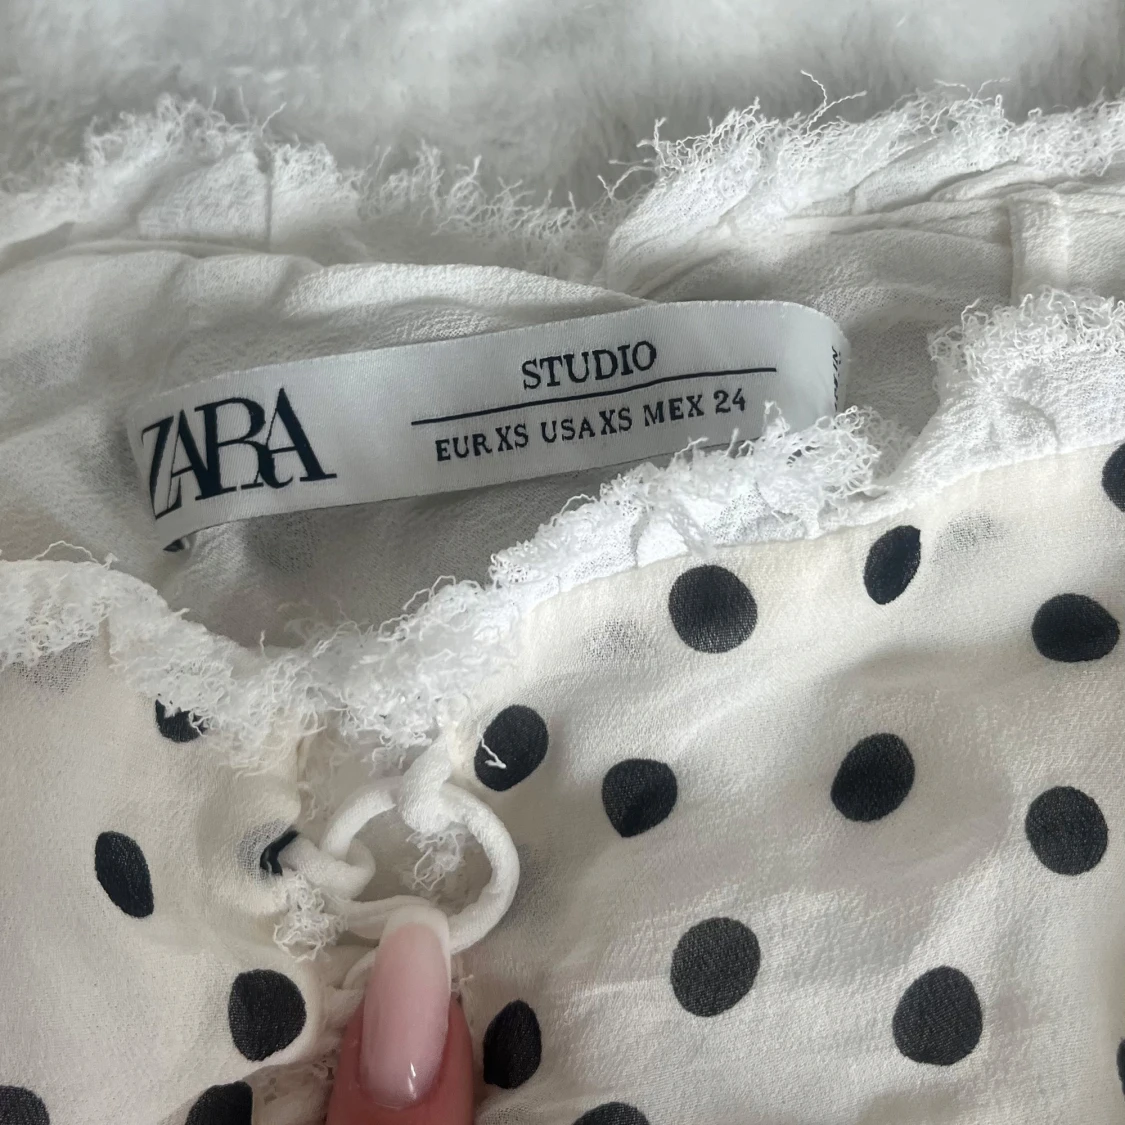 ZARA
STUDIO
EUR XS USA XS MEX 24